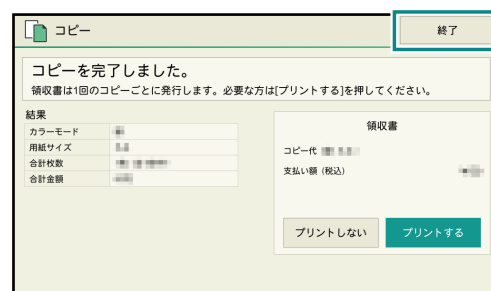 コピー
終了
コピーを完了しました。
領収書は1回のコピーごとに発行します。必要な方は[プリントする]を押してください。
結果
カラーモード
用紙サイズ
合計枚数
合計金額
領収書
コピー代
支払い額（税込）
プリントしない
プリントする